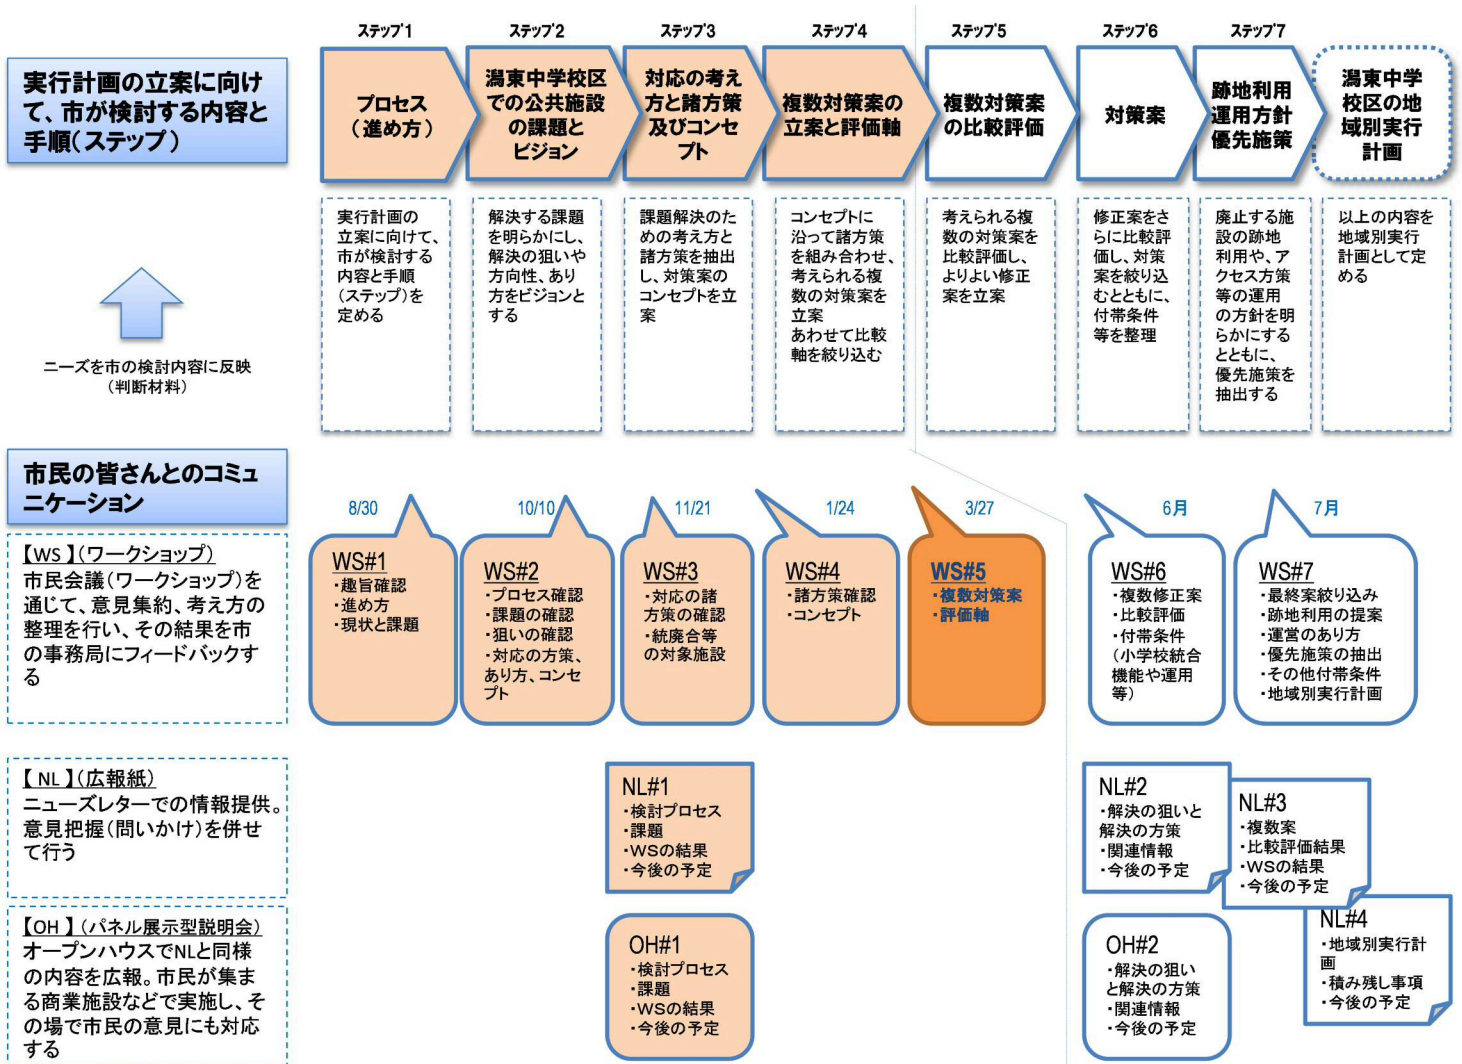 ステップ1
ステップ2
ステップ3
ステップ4
ステップ5
ステップ6
ステップ7
実行計画の立案に向け
て、市が検討する内容と
手順(ステップ)
プロセス
(進め方)
潟東中学校区
での公共施設
の課題と
ビジョン
対応の考え
方と諸方策
及びコンセ
プト
複数対策案の
立案と評価軸
複数対策案
の比較評価
対策案
跡地利用
運用方針
優先施策
潟東中学
校区の地
域別実行
計画
実行計画の
立案に向けて、
市が検討する
内容と手順
(ステップ)を
定める
解決する課題
を明らかにし、
解決の狙いや
方向性、あり
方をビジョンと
する
課題解決のた
めの考え方と
諸方策を抽出
し、対策案の
コンセプトを立
案
コンセプトに
沿って諸方策
を組み合わせ、
考えられる複
数の対策案を
立案
あわせて比較
軸を絞り込む
考えられる複
数の対策案を
比較評価し、
よりよい修正
案を立案
修正案をさ
らに比較評
価し、対策
案を絞り込
むとともに、
付帯条件
等を整理
廃止する施
設の跡地
利用や、ア
クセス方策
等の運用
の方針を明
らかにする
とともに、
優先施策を
抽出する
以上の内容を
地域別実行
計画として定
める
ニーズを市の検討内容に反映
(判断材料)
市民の皆さんとのコミュ
ニケーション
8/30
10/10
11/21
1/24
3/27
6月
7月
【WS】(ワークショップ)
市民会議(ワークショップ)を
通じて、意見集約、考え方の
整理を行い、その結果を市
の事務局にフィードバックす
る
WS#1
・趣旨確認
・進め方
・現状と課題
WS#2
・プロセス確認
・課題の確認
・狙いの確認
・対応の方策、
あり方、コンセ
プト
WS#3
・対応の諸
方策の確認
・統廃合等
の対象施設
WS#4
・諸方策確認
・コンセプト
WS#5
・複数対策案
・評価軸
WS#6
・複数修正案
・比較評価
・付帯条件
(小学校統合
機能や運用
等)
WS#7
・最終案絞り込み
・跡地利用の提案
・運営のあり方
・優先施策の抽出
・その他付帯条件
・地域別実行計画
【NL】(広報紙)
ニューズレターでの情報提供。
意見把握(問いかけ)を併せ
て行う
NL#1
・検討プロセス
・課題
・WSの結果
・今後の予定
NL#2
・解決の狙いと
解決の方策
・関連情報
・今後の予定
NL#3
・複数案
・比較評価結果
・WSの結果
・今後の予定
NL#4
・地域別実行計
画
・積み残し事項
・今後の予定
【OH】(パネル展示型説明会)
オープンハウスでNLと同様
の内容を広報。市民が集ま
る商業施設などで実施し、そ
の場で市民の意見にも対応
する
OH#1
・検討プロセス
・課題
・WSの結果
・今後の予定
OH#2
・解決の狙い
と解決の方策
・関連情報
・今後の予定